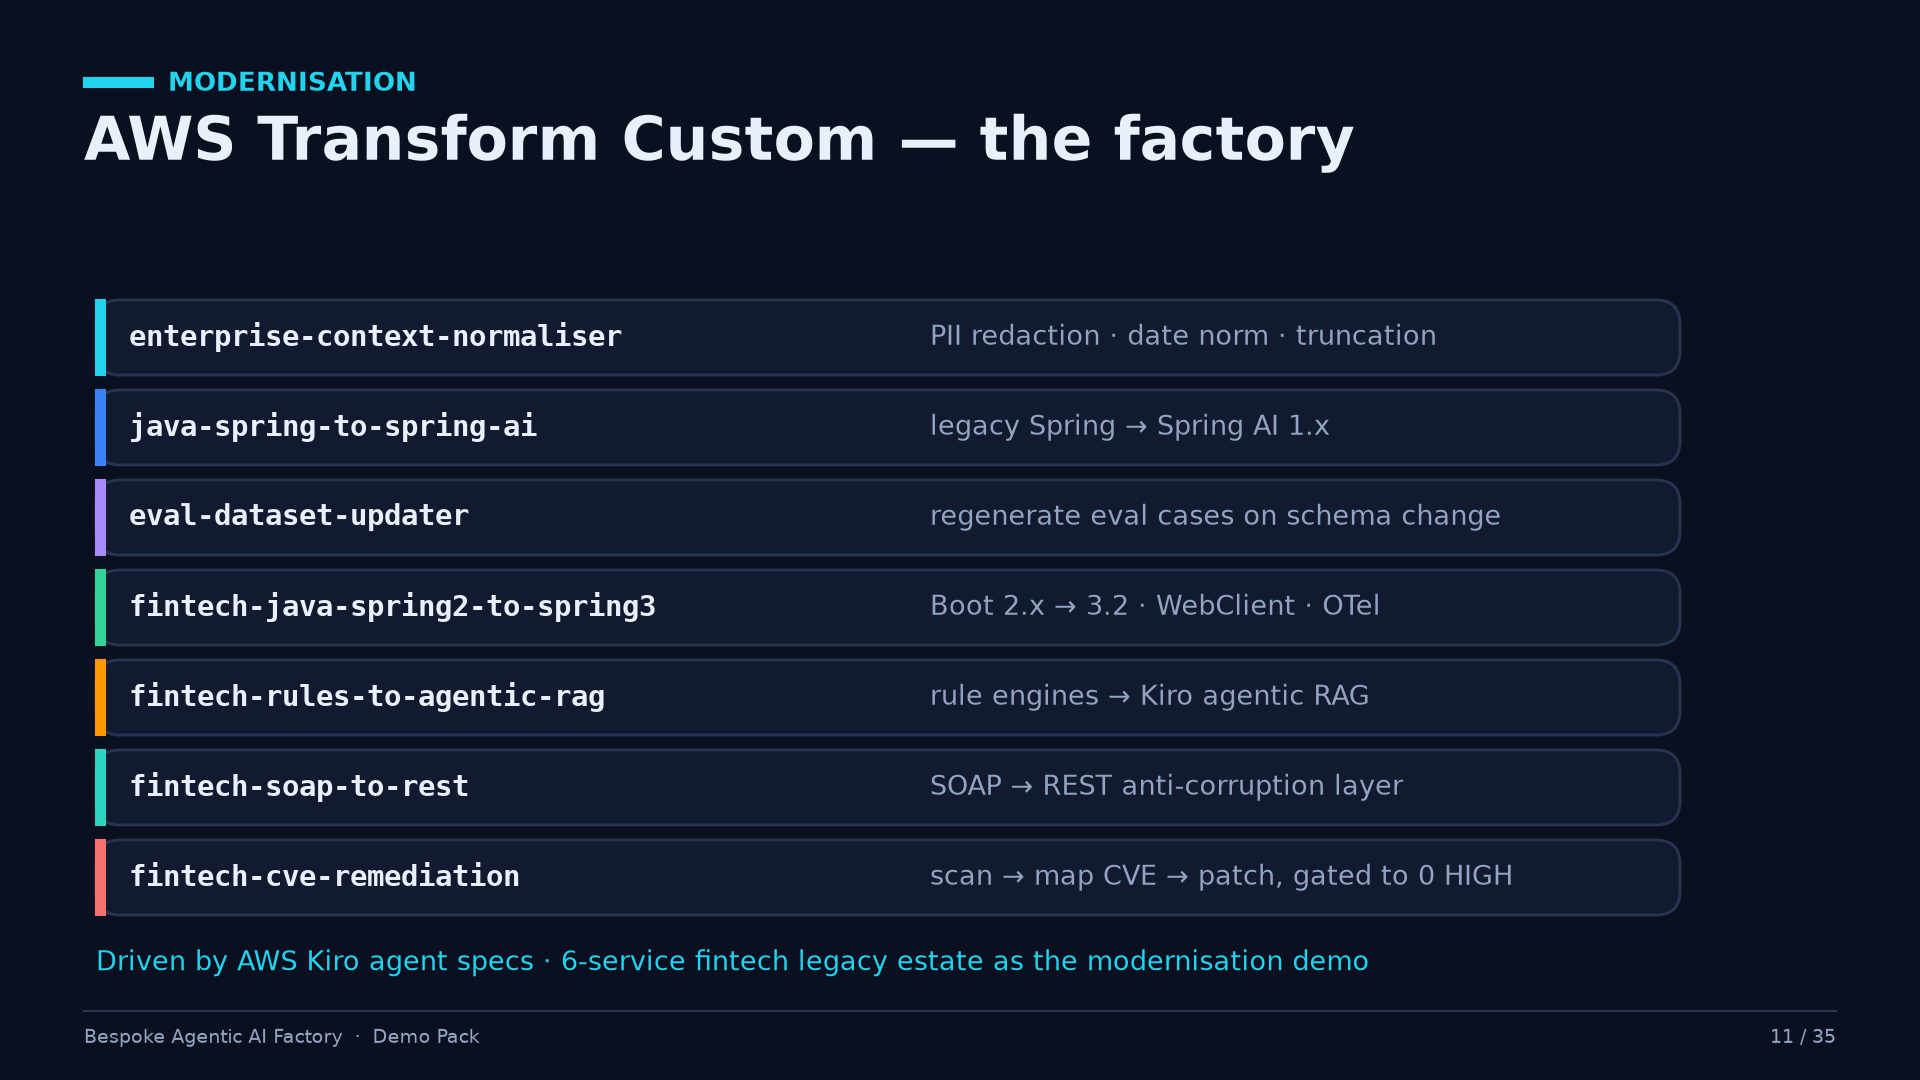 MODERNISATION
AWS Transform Custom — the factory
enterprise-context-normaliser PII redaction · date norm · truncation
java-spring-to-spring-ai legacy Spring → Spring AI 1.x
eval-dataset-updater regenerate eval cases on schema change
fintech-java-spring2-to-spring3 Boot 2.x → 3.2 · WebClient · OTel
fintech-rules-to-agentic-rag rule engines → Kiro agentic RAG
fintech-soap-to-rest SOAP → REST anti-corruption layer
fintech-cve-remediation scan → map CVE → patch, gated to 0 HIGH
Driven by AWS Kiro agent specs · 6-service fintech legacy estate as the modernisation demo
Bespoke Agentic AI Factory · Demo Pack 11 / 35